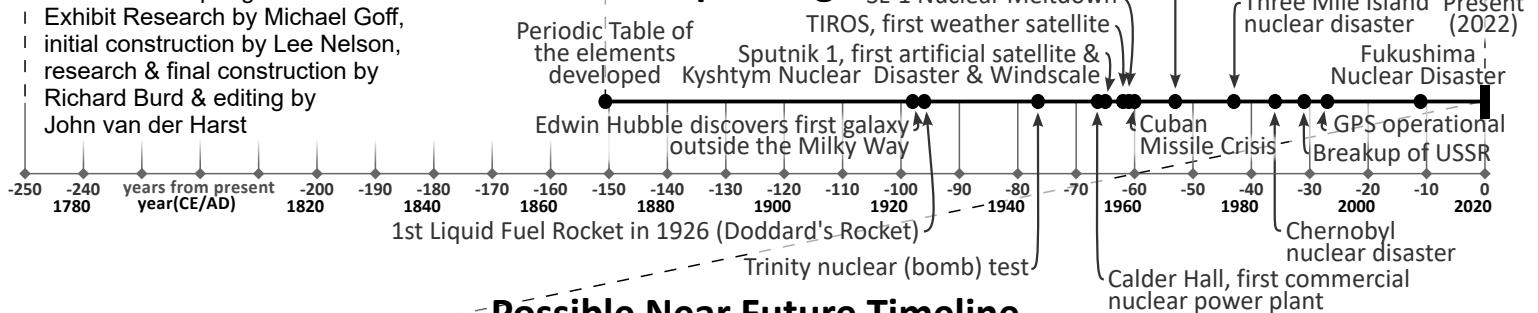 Exhibit Research by Michael Goff,
initial construction by Lee Nelson,
research & final construction by
Richard Burd & editing by
John van der Harst
Periodic Table of
the elements
developed
SL-1 Nuclear Meltdown
TIROS, first weather satellite
Sputnik 1, first artificial satellite &
Kyshtym Nuclear Disaster & Windscale
Three Mile Island
nuclear disaster
Present
(2022)
Fukushima
Nuclear Disaster
Edwin Hubble discovers first galaxy
outside the Milky Way
Cuban
Missile Crisis
GPS operational
Breakup of USSR
-250 -240 years from present -200 -190 -180 -170 -160 -150 -140 -130 -120 -110 -100 -90 -80 -70 -60 -50 -40 -30 -20 -10 0
1780 year(CE/AD) 1820 1840 1860 1880 1900 1920 1940 1960 1980 2000 2020
1st Liquid Fuel Rocket in 1926 (Doddard's Rocket)
Trinity nuclear (bomb) test
Chernobyl
nuclear disaster
Calder Hall, first commercial
nuclear power plant
Possible Near Future Timeline